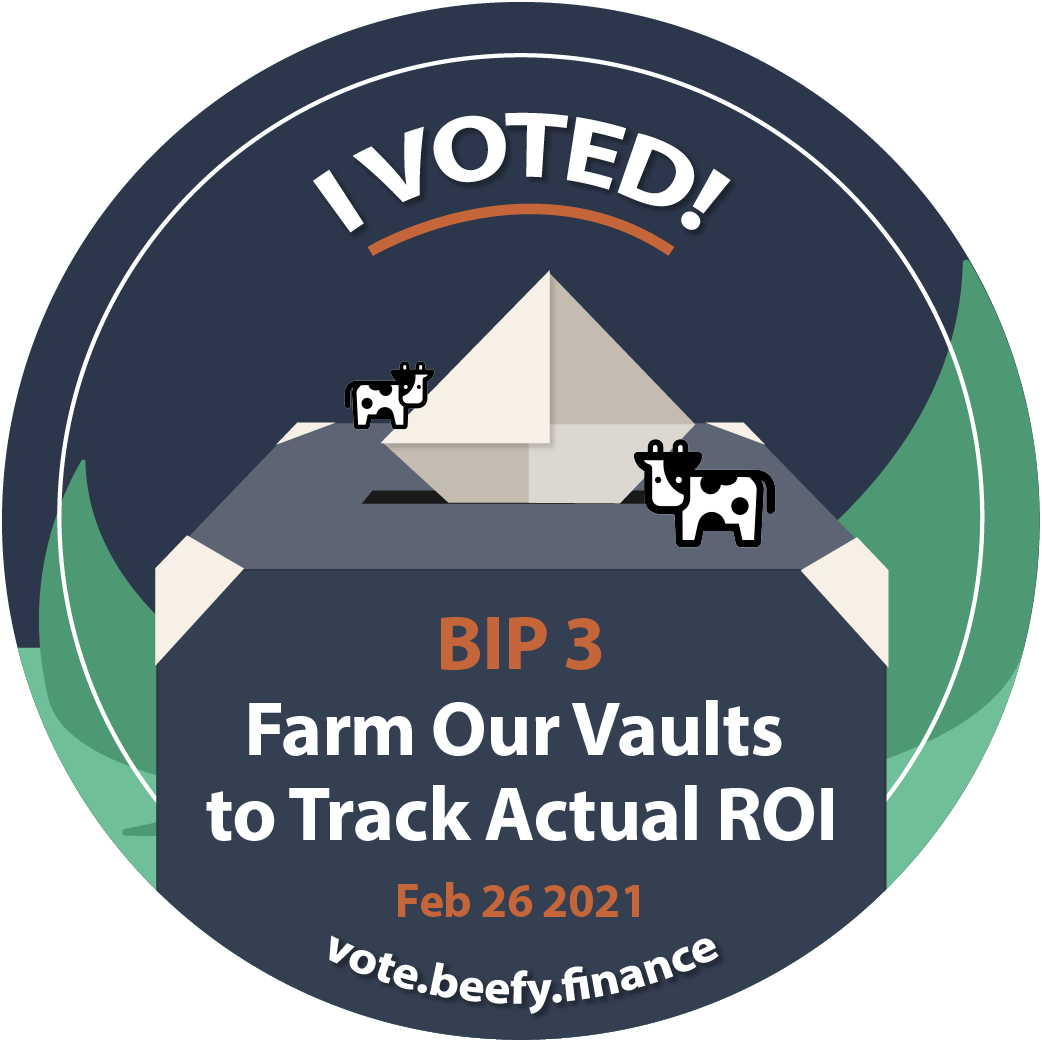 I VOTED!
BIP 3
Farm Our Vaults
to Track Actual ROI
Feb 26 2021
vote.beefy.finance